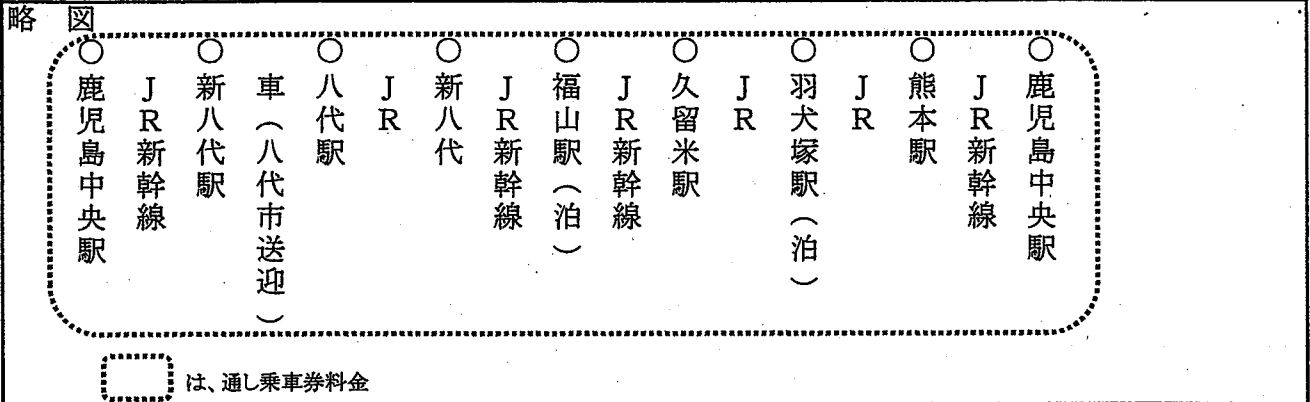 略　図
○鹿児島中央駅
ＪＲ新幹線
○新八代駅
車（八代市送迎）
○八代駅
ＪＲ
○新八代
ＪＲ新幹線
○福山駅（泊）
ＪＲ新幹線
○久留米駅
ＪＲ
○羽犬塚駅（泊）
ＪＲ
○熊本駅
ＪＲ新幹線
○鹿児島中央駅
は、通し乗車券料金